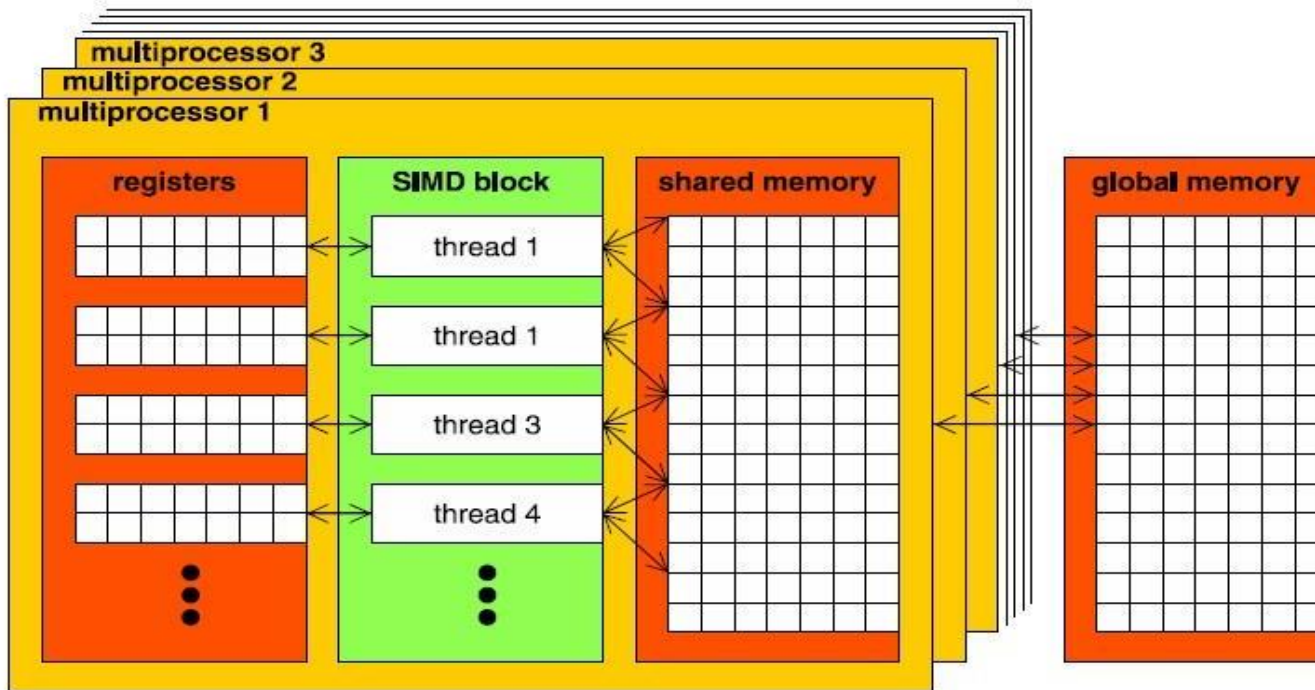 multiprocessor 3
multiprocessor 2
multiprocessor 1
registers
SIMD block
shared memory
global memory
thread 1
thread 1
thread 3
thread 4